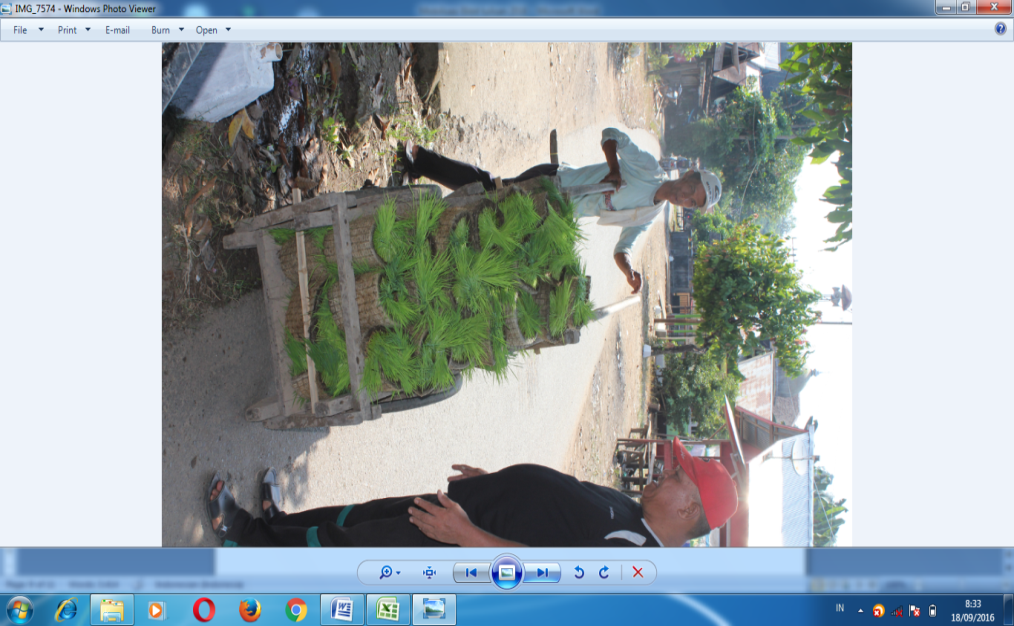 IMG_7574 - Windows Photo Viewer
File Print E-mail Burn Open
IN
8:33
18/09/2016